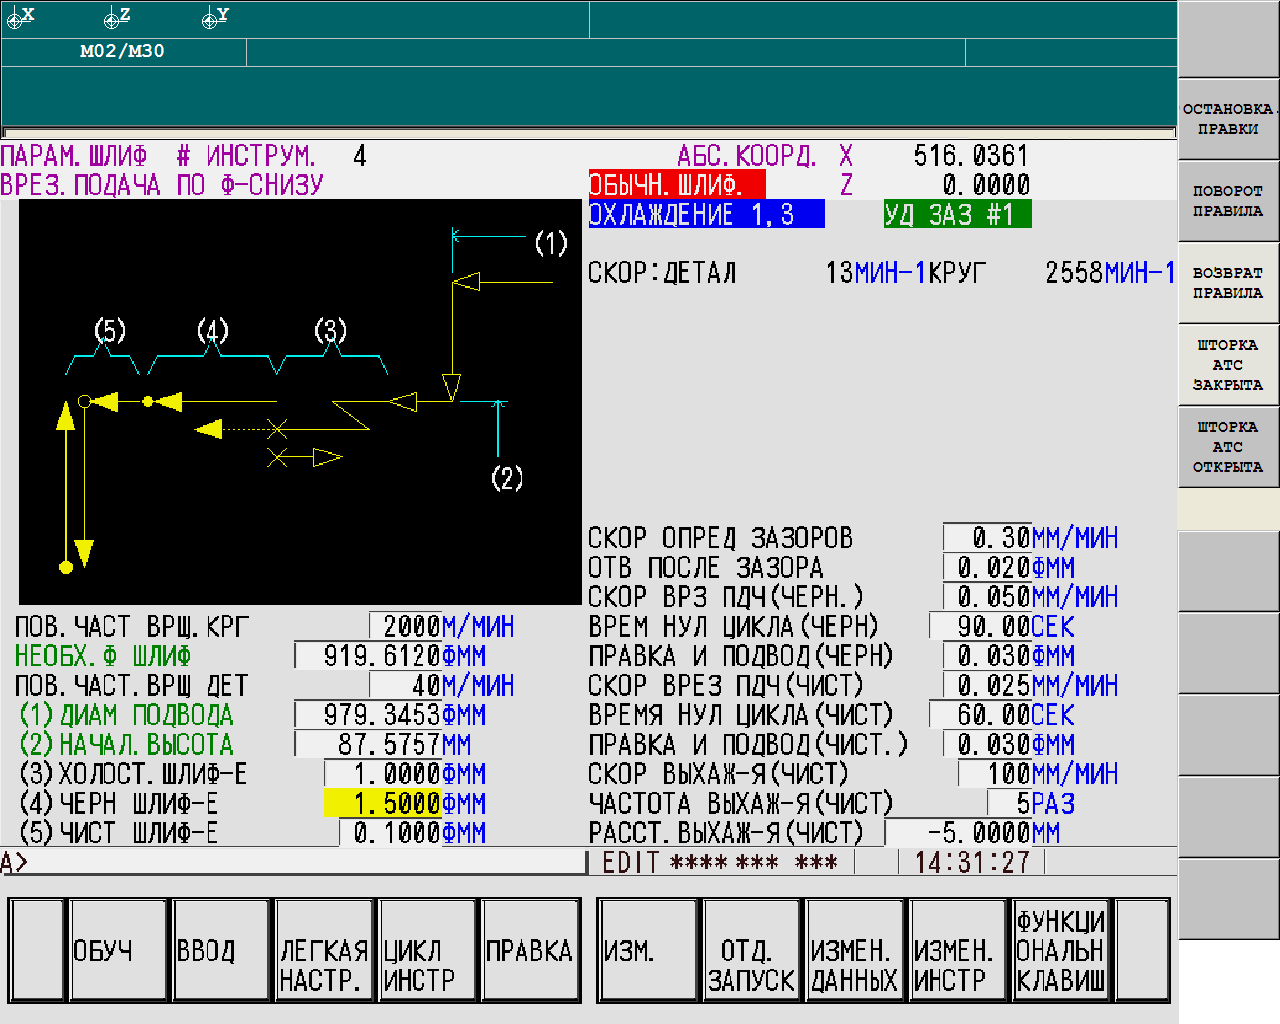 X Z Y
M02/M30
ПАРАМ.ШЛИФ # ИНСТРУМ. 4 АБС.КООРД. X 516.0361
ВРЕЗ.ПОДАЧА ПО Ф-СНИЗУ ОБЫЧН.ШЛИФ. Z 0.0000
ОХЛАЖДЕНИЕ 1,3 УД ЗАЗ #1
СКОР:ДЕТАЛ 13МИН-1КРУГ 2558МИН-1
(1)
(5) (4) (3)
(2)
ПОВ.ЧАСТ ВРЩ.КРГ 2000М/МИН
НЕОБХ.Ф ШЛИФ 919.6120ФММ
ПОВ.ЧАСТ.ВРЩ ДЕТ 40М/МИН
(1)ДИАМ ПОДВОДА 979.3453ФММ
(2)НАЧАЛ.ВЫСОТА 87.5757ММ
(3)ХОЛОСТ.ШЛИФ-Е 1.0000ФММ
(4)ЧЕРН ШЛИФ-Е 1.5000ФММ
(5)ЧИСТ ШЛИФ-Е 0.1000ФММ
СКОР ОПРЕД ЗАЗОРОВ 0.30ММ/МИН
ОТВ ПОСЛЕ ЗАЗОРА 0.020ФММ
СКОР ВРЗ ПДЧ(ЧЕРН.) 0.050ММ/МИН
ВРЕМ НУЛ ЦИКЛА(ЧЕРН) 90.00СЕК
ПРАВКА И ПОДВОД(ЧЕРН) 0.030ФММ
СКОР ВРЕЗ ПДЧ(ЧИСТ) 0.025ММ/МИН
ВРЕМЯ НУЛ ЦИКЛА(ЧИСТ) 60.00СЕК
ПРАВКА И ПОДВОД(ЧИСТ.) 0.030ФММ
СКОР ВЫХАЖ-Я(ЧИСТ) 100ММ/МИН
ЧАСТОТА ВЫХАЖ-Я(ЧИСТ) 5РАЗ
РАССТ.ВЫХАЖ-Я(ЧИСТ) -5.0000ММ
A> EDIT **** *** *** 14:31:27
ОБУЧ
ВВОД
ЛЕГКАЯ
НАСТР.
ЦИКЛ
ИНСТР
ПРАВКА
ИЗМ.
ОТД.
ЗАПУСК
ИЗМЕН.
ДАННЫХ
ИЗМЕН.
ИНСТР
ФУНКЦИ
ОНАЛЬН
КЛАВИШ
ОСТАНОВКА.
ПРАВКИ
ПОВОРОТ
ПРАВИЛА
ВОЗВРАТ
ПРАВИЛА
ШТОРКА
АТС
ЗАКРЫТА
ШТОРКА
АТС
ОТКРЫТА